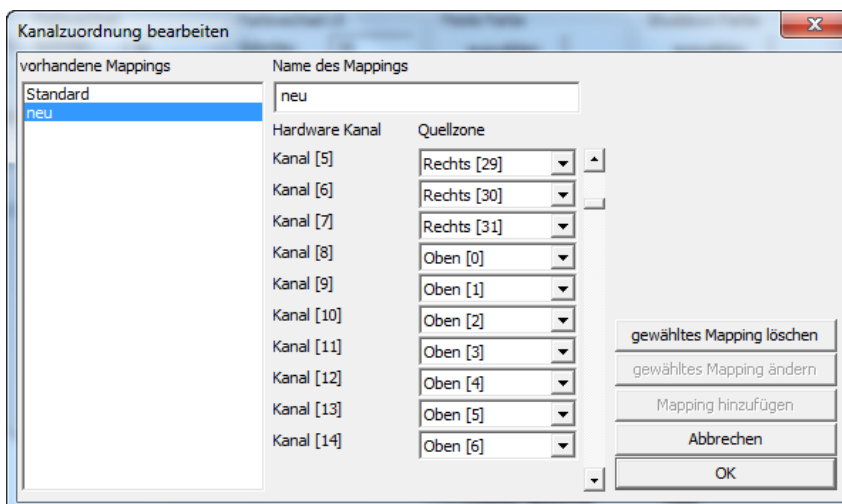 Kanalzuordnung bearbeiten
vorhandene Mappings
Standard
neu
Name des Mappings
neu
Hardware Kanal Quellzone
Kanal [5] Rechts [29]
Kanal [6] Rechts [30]
Kanal [7] Rechts [31]
Kanal [8] Oben [0]
Kanal [9] Oben [1]
Kanal [10] Oben [2]
Kanal [11] Oben [3]
Kanal [12] Oben [4]
Kanal [13] Oben [5]
Kanal [14] Oben [6]
gewähltes Mapping löschen
gewähltes Mapping ändern
Mapping hinzufügen
Abbrechen
OK